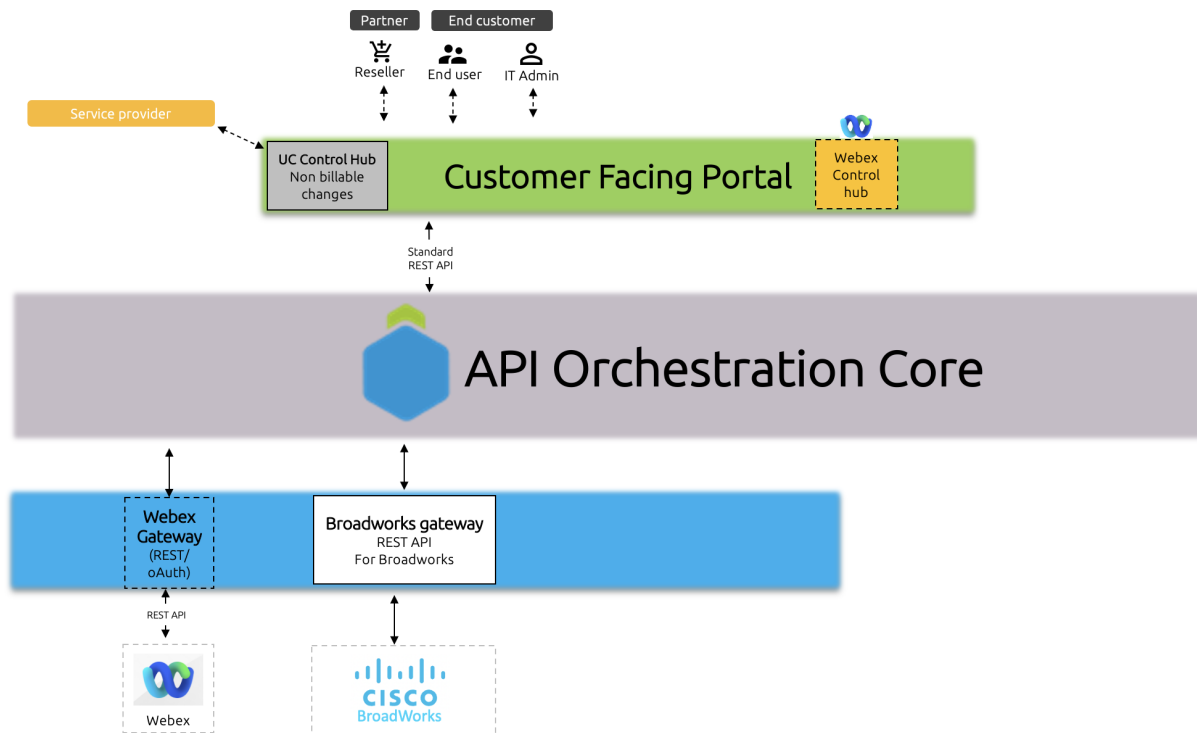 Partner
End customer
Reseller
End user
IT Admin
Service provider
UC Control Hub
Non billable
changes
Customer Facing Portal
Webex
Control
hub
Standard
REST API
API Orchestration Core
Webex
Gateway
(REST/
oAuth)
Broadworks gateway
REST API
For Broadworks
REST API
Webex
CISCO
BroadWorks